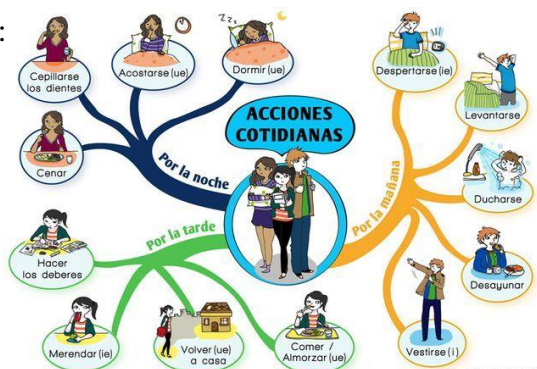 :
ACCIONES
COTIDIANAS
Por la mañana
Despertarse (ie)
Levantarse
Ducharse
Desayunar
Vestirse (i)
Por la tarde
Comer /
Almorzar (ue)
Volver (ue)
a casa
Merendar (ie)
Hacer
los deberes
Por la noche
Cenar
Cepillarse
los dientes
Acostarse (ue)
Dormir (ue)
zzz